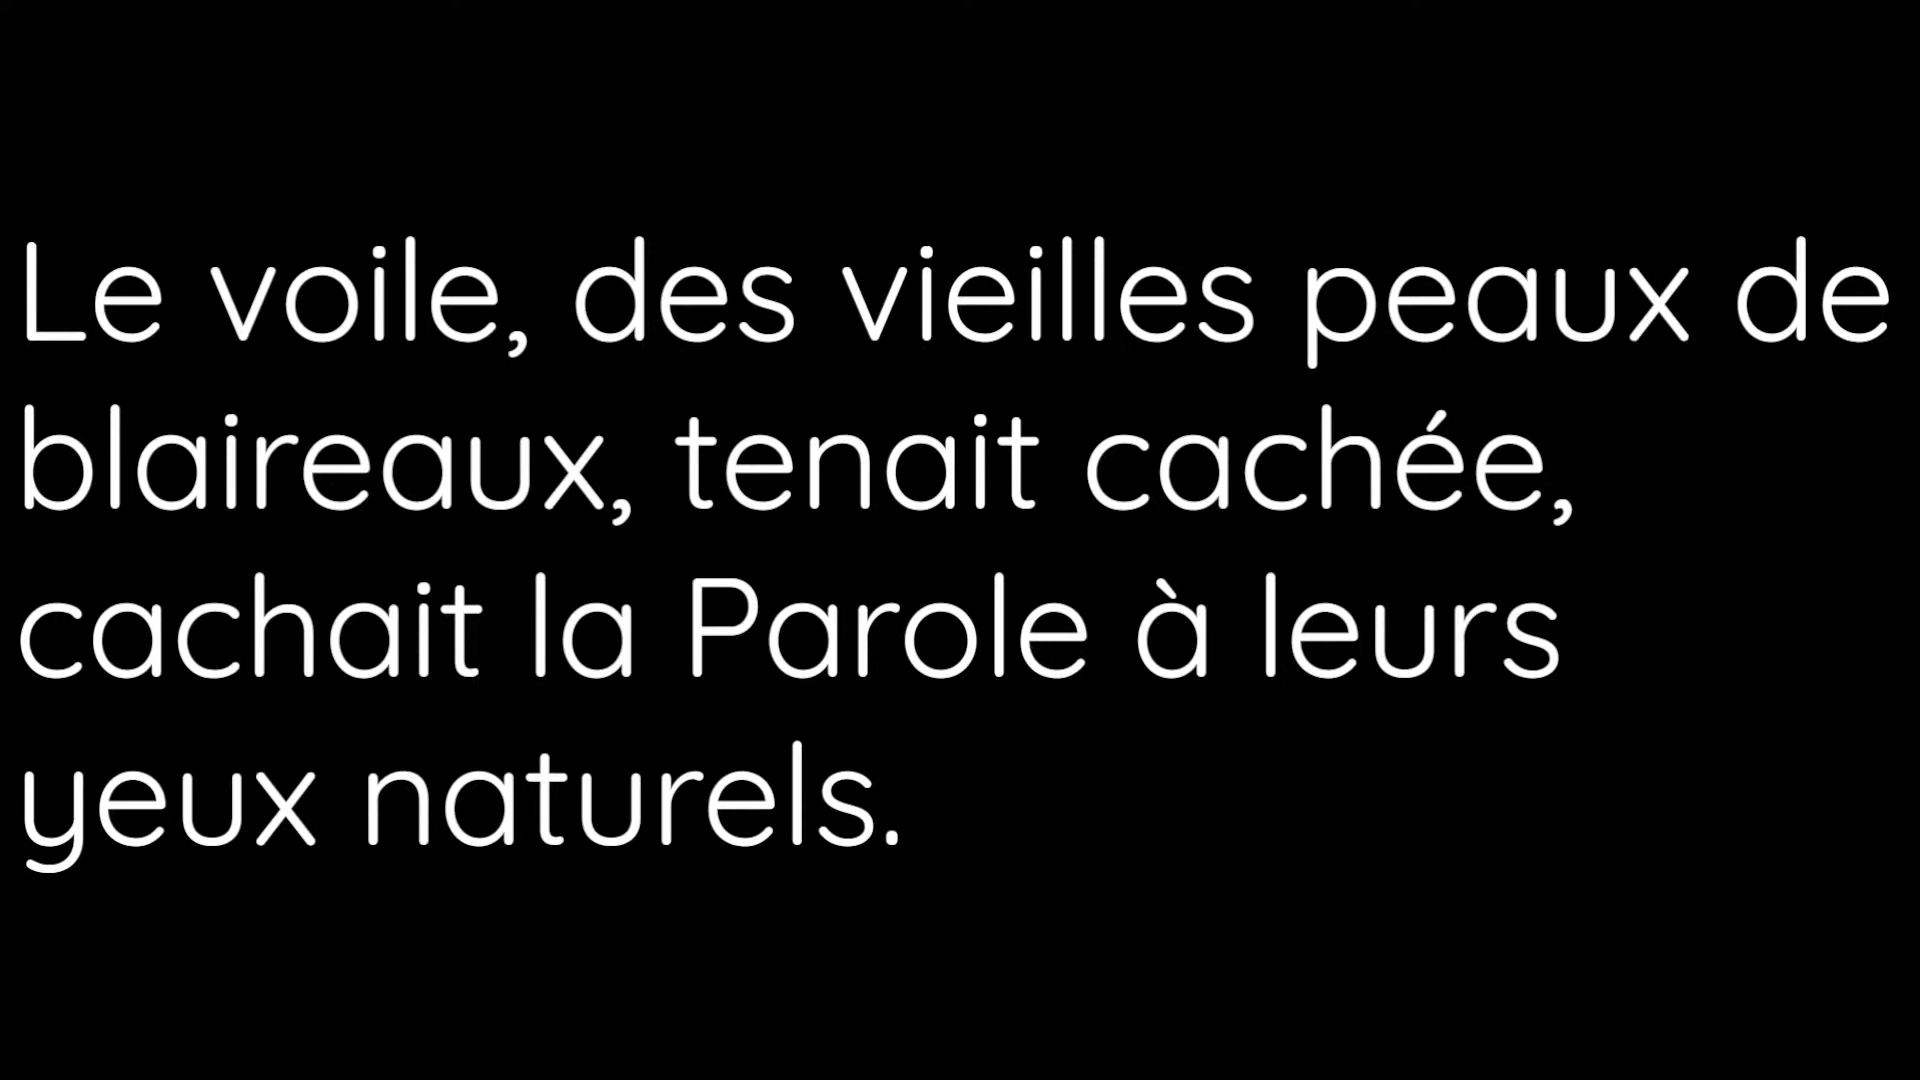 Le voile, des vieilles peaux de
blaireaux, tenait cachée,
cachait la Parole à leurs
yeux naturels.